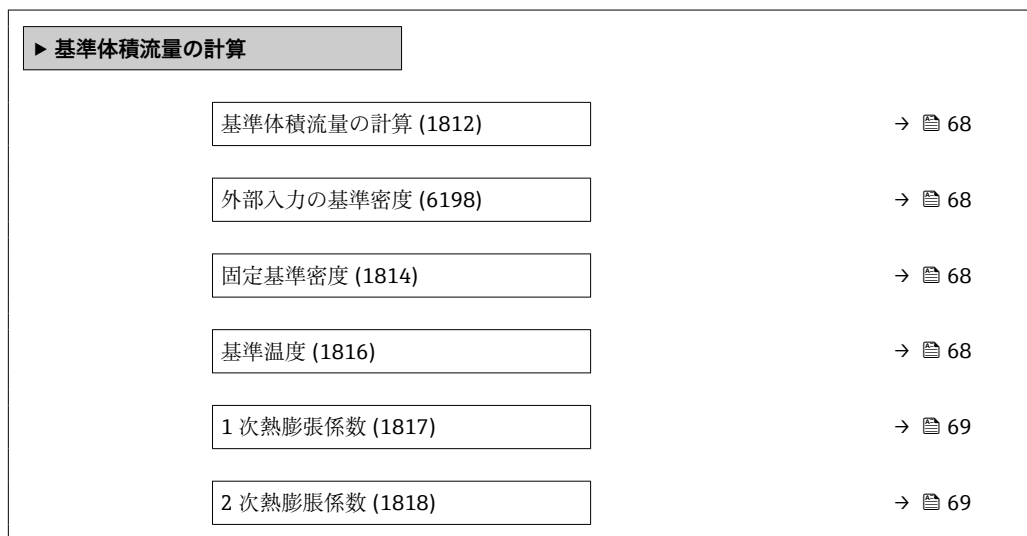 ▶ 基準体積流量の計算
基準体積流量の計算 (1812) → 68
外部入力の基準密度 (6198) → 68
固定基準密度 (1814) → 68
基準温度 (1816) → 68
1 次熱膨張係数 (1817) → 69
2 次熱膨脹係数 (1818) → 69